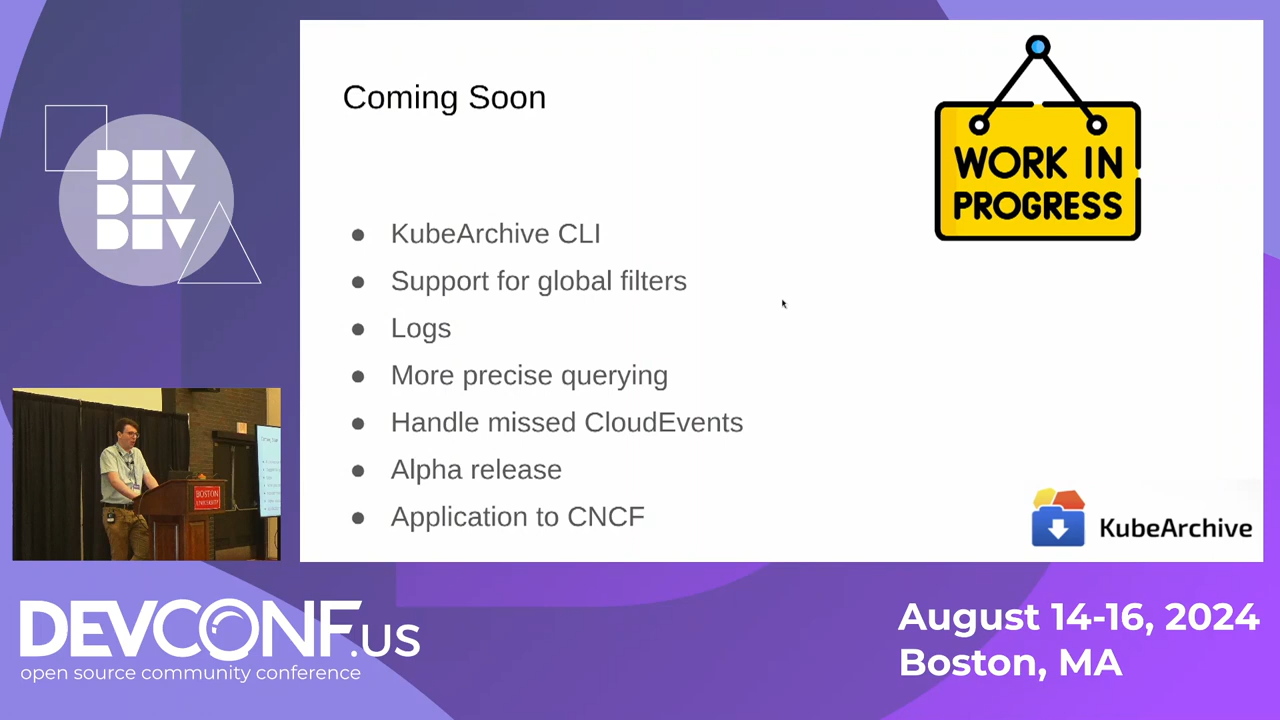 DEV
DEV
DEV
Coming Soon
WORK IN
PROGRESS
● KubeArchive CLI
● Support for global filters
● Logs
● More precise querying
● Handle missed CloudEvents
● Alpha release
● Application to CNCF
KubeArchive
BOSTON
UNIVERSITY
DEVCONF.US
open source community conference
August 14-16, 2024
Boston, MA